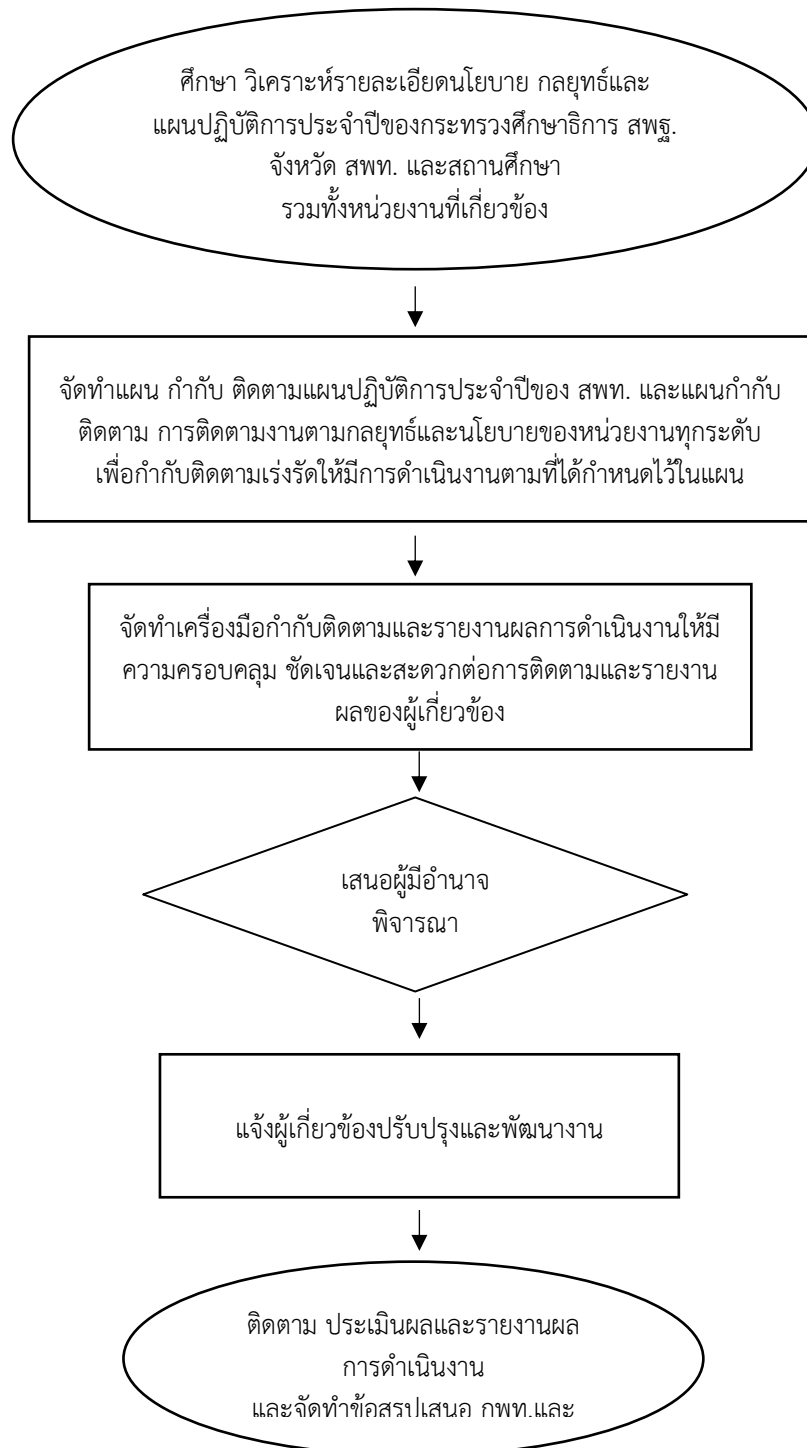 ศึกษา วิเคราะห์รายละเอียดนโยบาย กลยุทธ์และ
แผนปฏิบัติการประจำปีของกระทรวงศึกษาธิการ สพฐ.
จังหวัด สพท. และสถานศึกษา
รวมทั้งหน่วยงานที่เกี่ยวข้อง
จัดทำแผน กำกับ ติดตามแผนปฏิบัติการประจำปีของ สพท. และแผนกำกับ
ติดตาม การติดตามงานตามกลยุทธ์และนโยบายของหน่วยงานทุกระดับ
เพื่อกำกับติดตามเร่งรัดให้มีการดำเนินงานตามที่ได้กำหนดไว้ในแผน
จัดทำเครื่องมือกำกับติดตามและรายงานผลการดำเนินงานให้มี
ความครอบคลุม ชัดเจนและสะดวกต่อการติดตามและรายงาน
ผลของผู้เกี่ยวข้อง
เสนอผู้มีอำนาจ
พิจารณา
แจ้งผู้เกี่ยวข้องปรับปรุงและพัฒนางาน
ติดตาม ประเมินผลและรายงานผล
การดำเนินงาน
และจัดทำข้อสรุปเสนอ กพท.และ